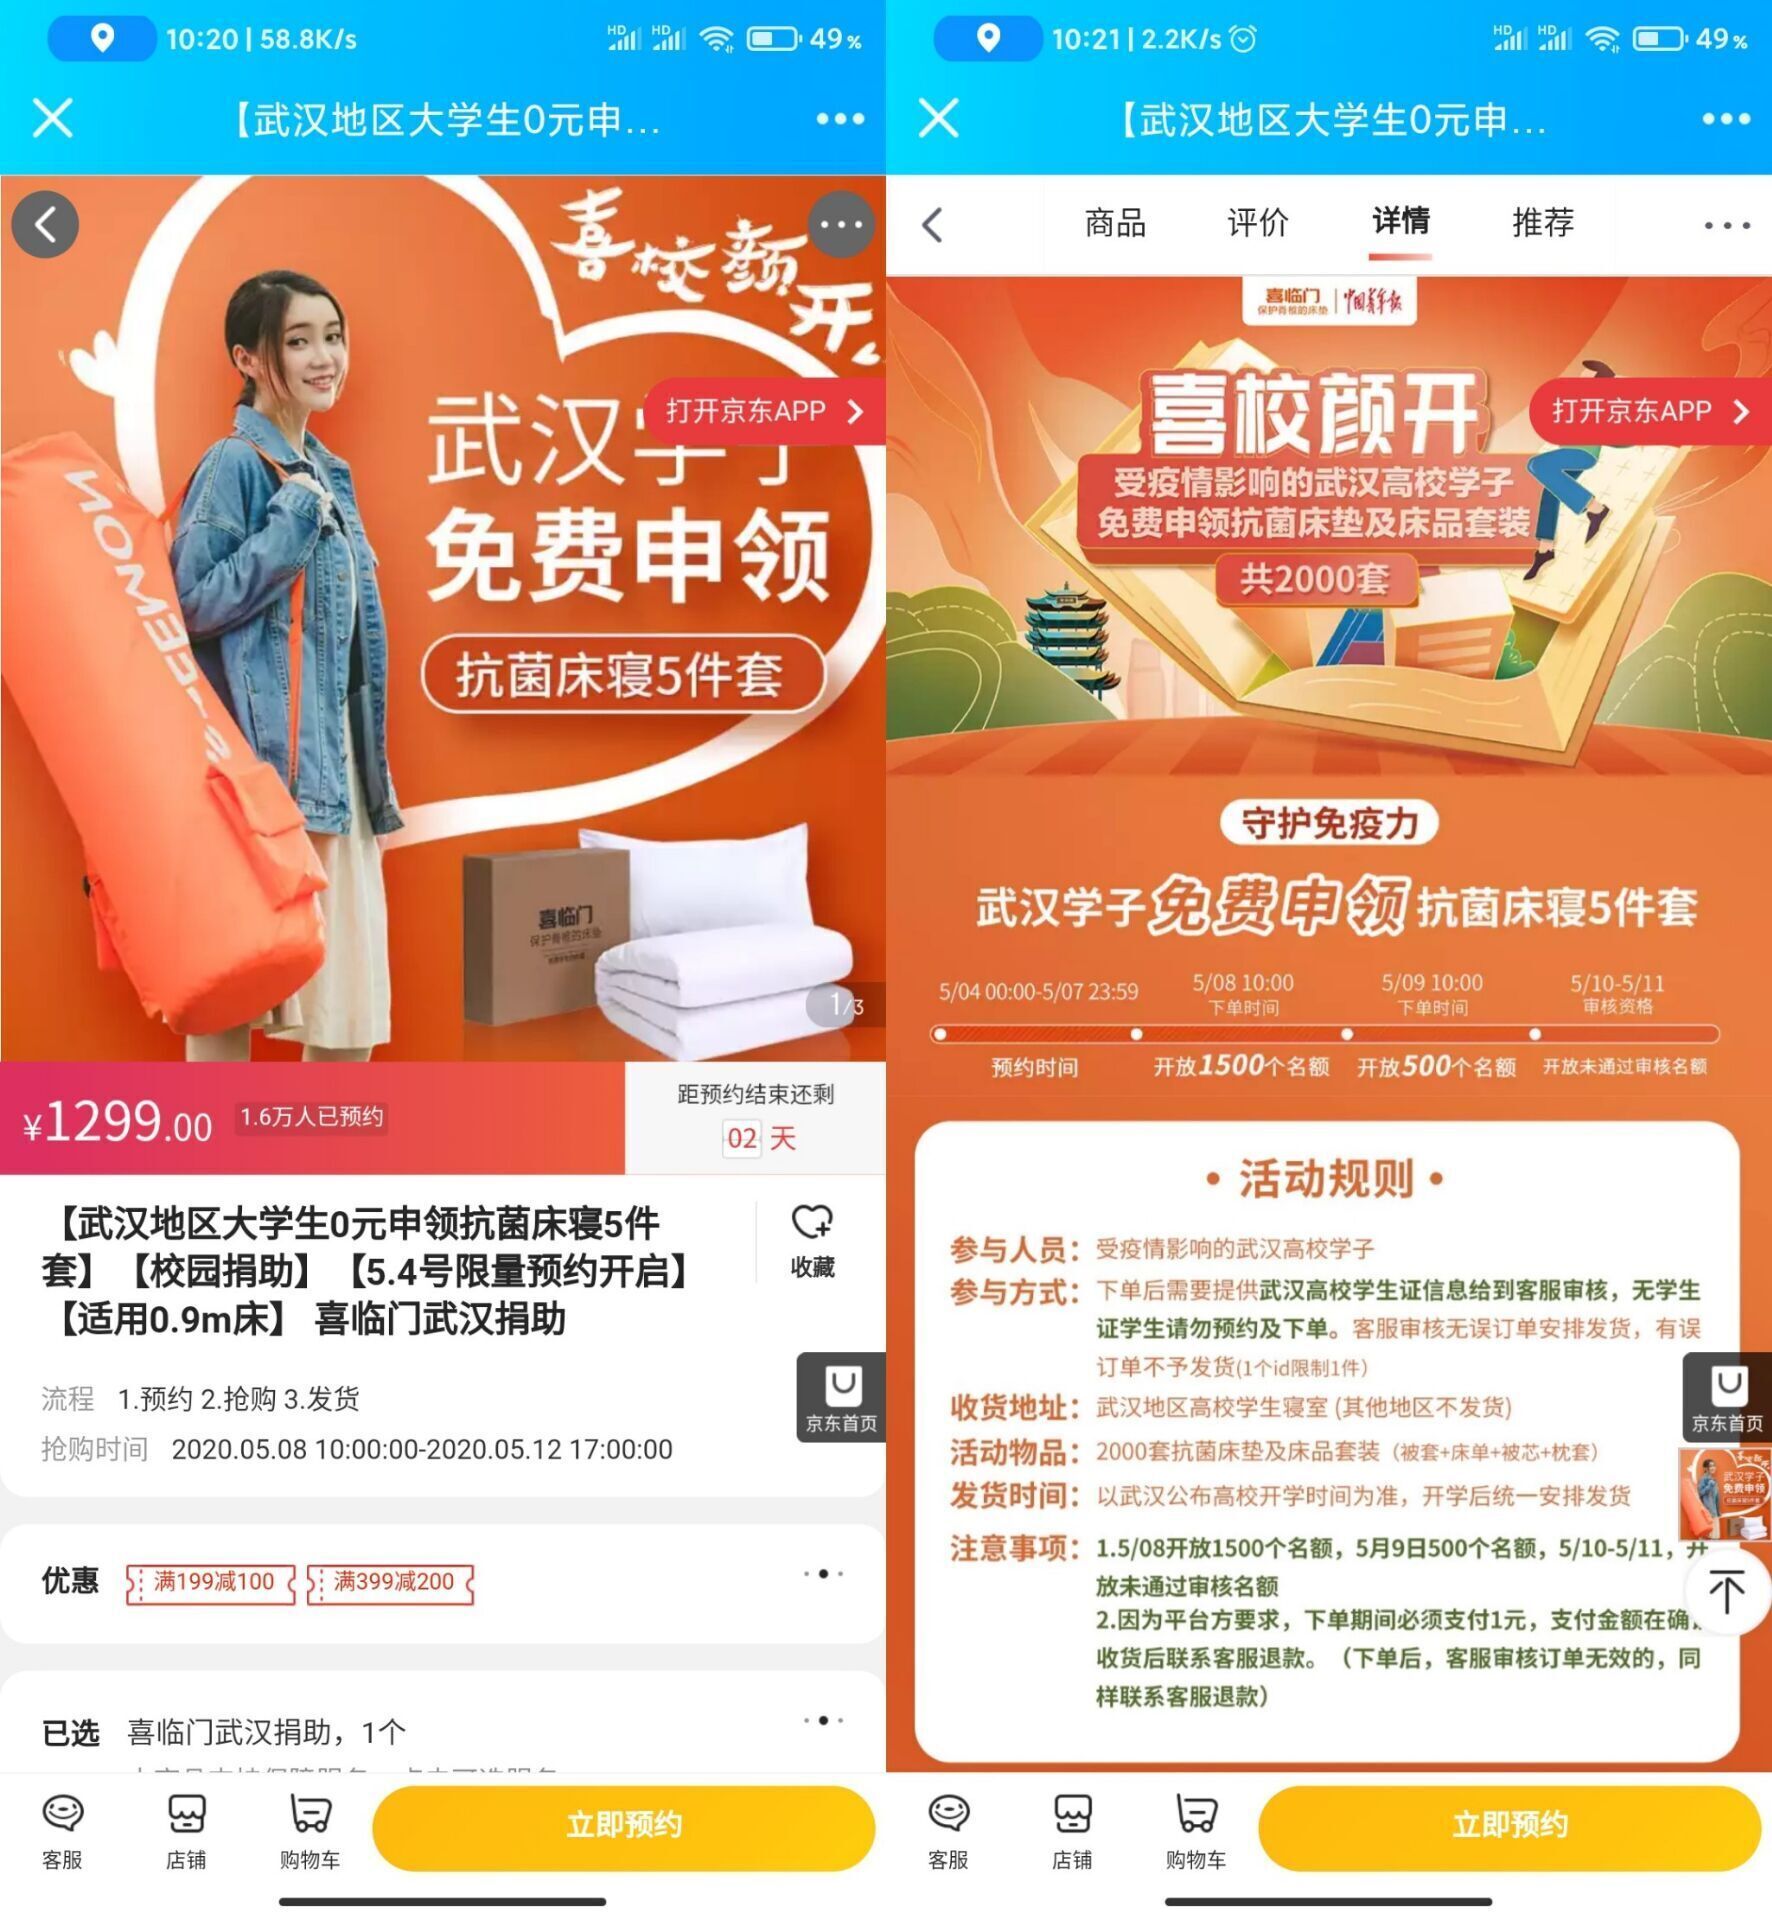 10:20 | 58.8K/s
HD HD 49%
【武汉地区大学生0元申...
喜校颜开
打开京东APP
武汉学子
免费申领
抗菌床寝5件套
喜临门
保护脊椎的床垫
1/3
¥1299.00
1.6万人已预约
距预约结束还剩
02 天
【武汉地区大学生0元申领抗菌床寝5件
套】【校园捐助】【5.4号限量预约开启】
【适用0.9m床】 喜临门武汉捐助
收藏
流程 1.预约 2.抢购 3.发货
抢购时间 2020.05.08 10:00:00-2020.05.12 17:00:00
京东首页
优惠 满199减100 满399减200
已选 喜临门武汉捐助，1个
客服
店铺
购物车
立即预约
10:21 | 2.2K/s
HD HD 49%
【武汉地区大学生0元申...
商品 评价 详情 推荐
喜临门
保护脊椎的床垫
中国青年报
喜校颜开
打开京东APP
受疫情影响的武汉高校学子
免费申领抗菌床垫及床品套装
共2000套
守护免疫力
武汉学子免费申领抗菌床寝5件套
5/04 00:00-5/07 23:59
预约时间
5/08 10:00
下单时间
开放1500个名额
5/09 10:00
下单时间
开放500个名额
5/10-5/11
审核资格
开放未通过审核名额
• 活动规则 •
参与人员：受疫情影响的武汉高校学子
参与方式：下单后需要提供武汉高校学生证信息给到客服审核，无学生
证学生请勿预约及下单。客服审核无误订单安排发货，有误
订单不予发货(1个id限制1件）
收货地址：武汉地区高校学生寝室 (其他地区不发货)
活动物品：2000套抗菌床垫及床品套装（被套+床单+被芯+枕套）
发货时间：以武汉公布高校开学时间为准，开学后统一安排发货
注意事项：1.5/08开放1500个名额，5月9日500个名额，5/10-5/11，开
放未通过审核名额
2.因为平台方要求，下单期间必须支付1元，支付金额在确
收货后联系客服退款。（下单后，客服审核订单无效的，同
样联系客服退款）
京东首页
武汉学子
免费申领
客服
店铺
购物车
立即预约